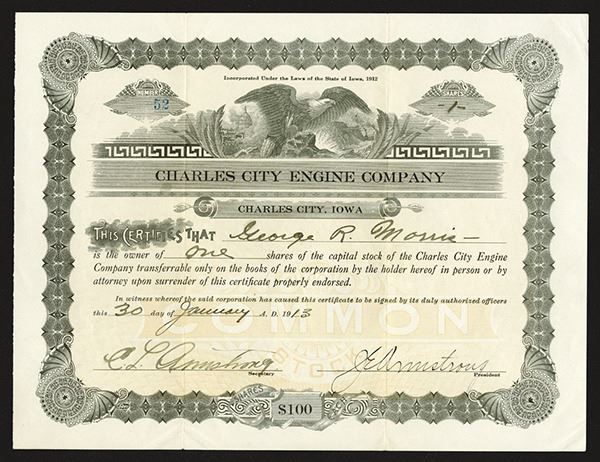 Incorporated Under the Laws of the State of Iowa, 1912
NUMBER
52
SHARES
-1-
CHARLES CITY ENGINE COMPANY
CHARLES CITY, IOWA
THIS CERTIFIES THAT George R. Morris
is the owner of one shares of the capital stock of the Charles City Engine
Company transferrable only on the books of the corporation by the holder hereof in person or by
attorney upon surrender of this certificate properly endorsed.
In witness whereof the said corporation has caused this certificate to be signed by its duly authorized officers
this 30 day of January A. D. 1913
COMMON
STOCK
C L Armstrong
Secretary
J E Armstrong
President
SHARES
$100